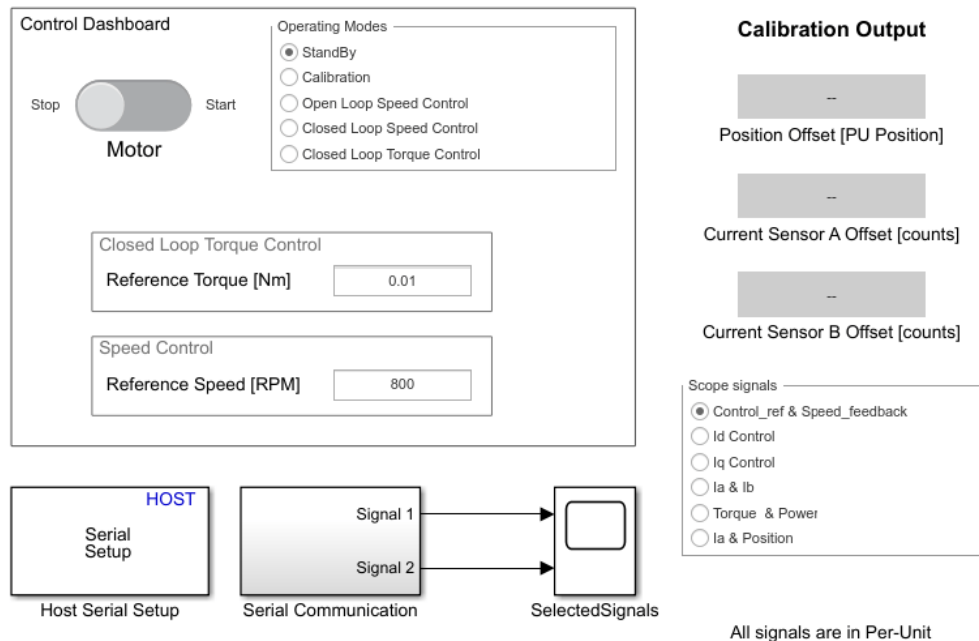 Control Dashboard
Operating Modes
StandBy
Calibration
Open Loop Speed Control
Closed Loop Speed Control
Closed Loop Torque Control
Stop
Start
Motor
Closed Loop Torque Control
Reference Torque [Nm]
0.01
Speed Control
Reference Speed [RPM]
800
Calibration Output
--
Position Offset [PU Position]
--
Current Sensor A Offset [counts]
--
Current Sensor B Offset [counts]
Scope signals
Control_ref & Speed_feedback
Id Control
Iq Control
Ia & Ib
Torque & Power
Ia & Position
HOST
Serial
Setup
Host Serial Setup
Signal 1
Signal 2
Serial Communication
SelectedSignals
All signals are in Per-Unit